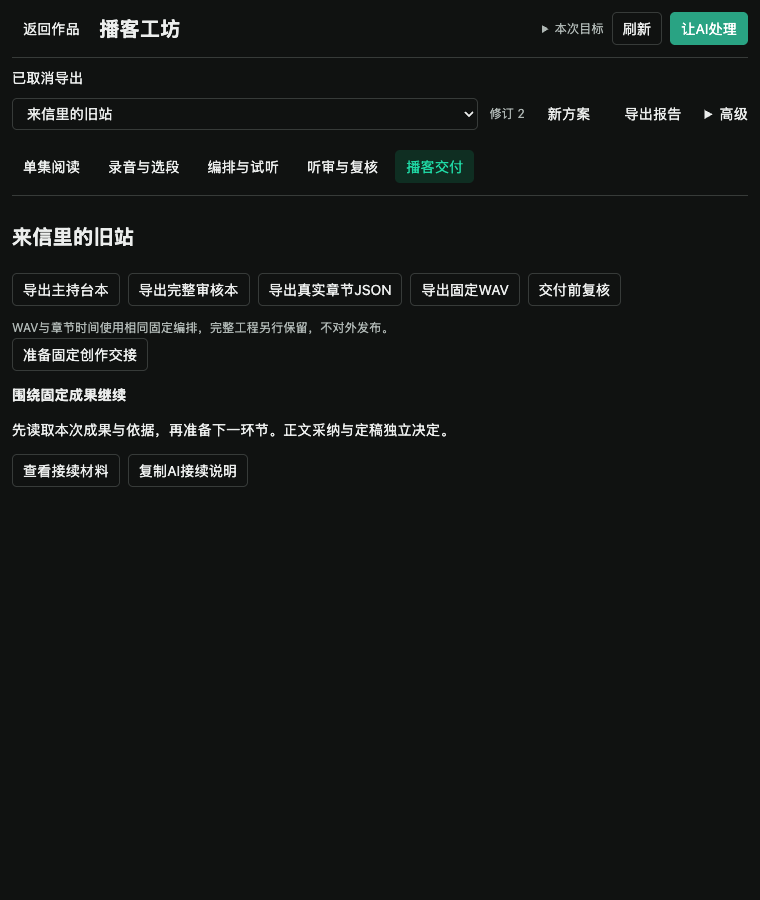 返回作品 播客工坊 ▶ 本次目标 刷新 让AI处理
已取消导出
来信里的旧站 修订 2 新方案 导出报告 ▶ 高级
单集阅读 录音与选段 编排与试听 听审与复核 播客交付
来信里的旧站
导出主持台本 导出完整审核本 导出真实章节JSON 导出固定WAV 交付前复核
WAV与章节时间使用相同固定编排，完整工程另行保留，不对外发布。
准备固定创作交接
围绕固定成果继续
先读取本次成果与依据，再准备下一环节。正文采纳与定稿独立决定。
查看接续材料 复制AI接续说明